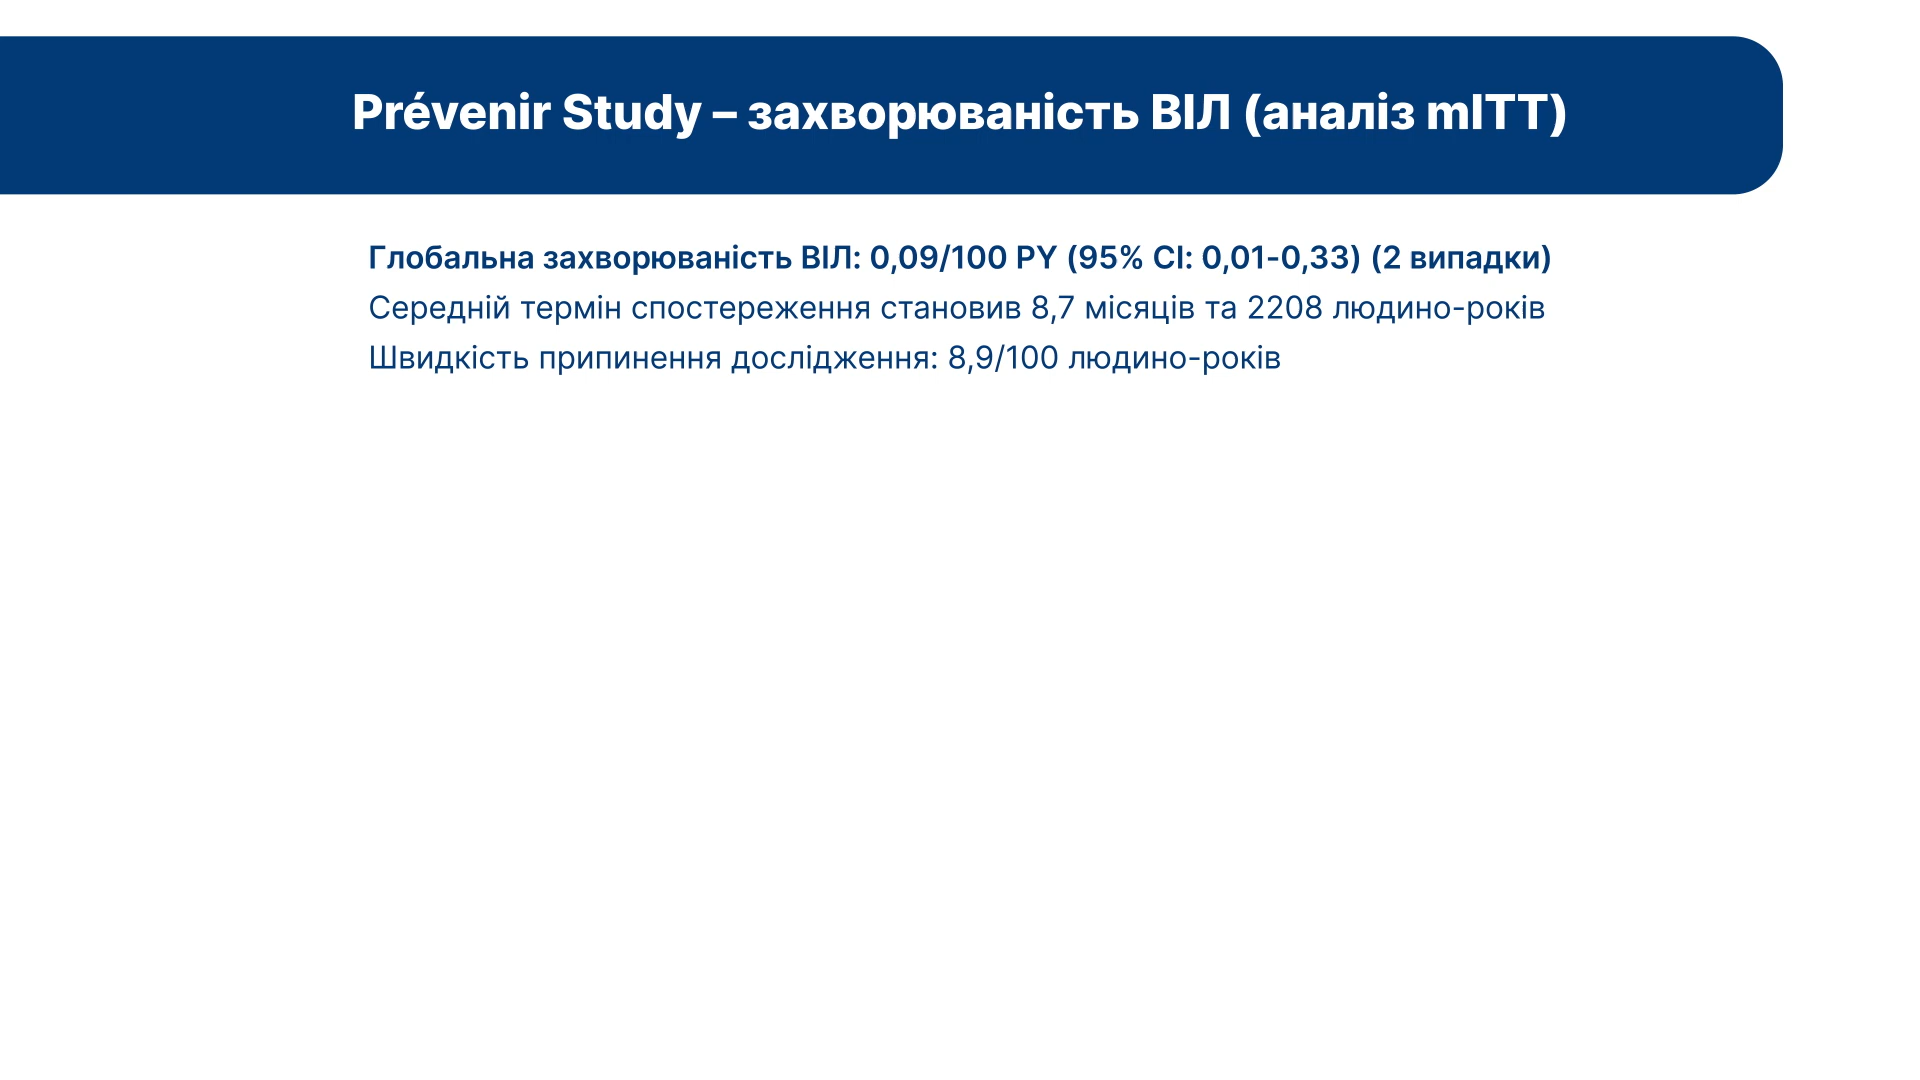 Prévenir Study – захворюваність ВІЛ (аналіз mITT)
Глобальна захворюваність ВІЛ: 0,09/100 PY (95% CI: 0,01-0,33) (2 випадки)
Середній термін спостереження становив 8,7 місяців та 2208 людино-років
Швидкість припинення дослідження: 8,9/100 людино-років